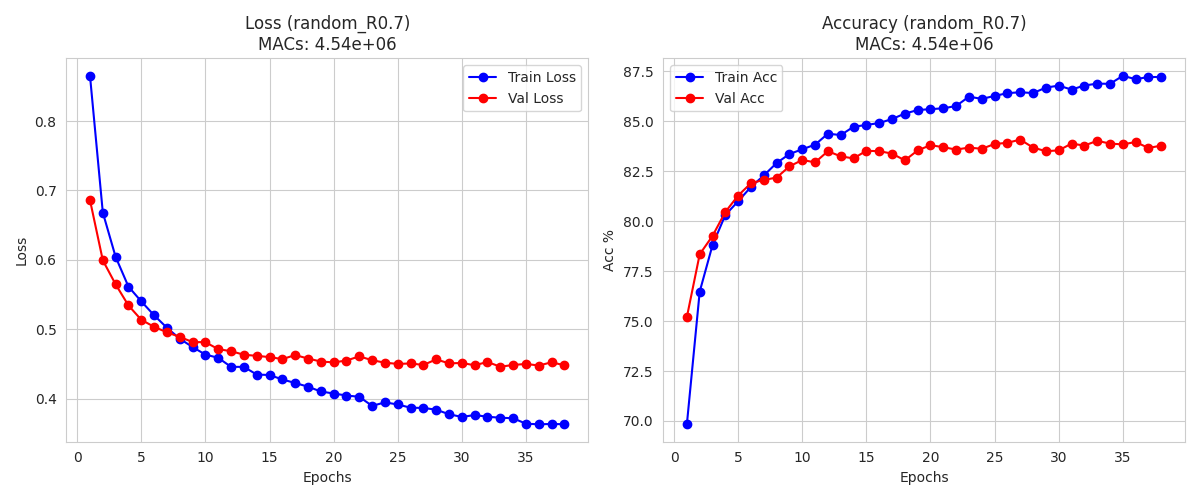 Loss (random_R0.7)
MACs: 4.54e+06
Train Loss
Val Loss
0.8
0.7
0.6
0.5
0.4
Loss
0 5 10 15 20 25 30 35
Epochs
Accuracy (random_R0.7)
MACs: 4.54e+06
Train Acc
Val Acc
87.5
85.0
82.5
80.0
77.5
75.0
72.5
70.0
Acc %
0 5 10 15 20 25 30 35
Epochs